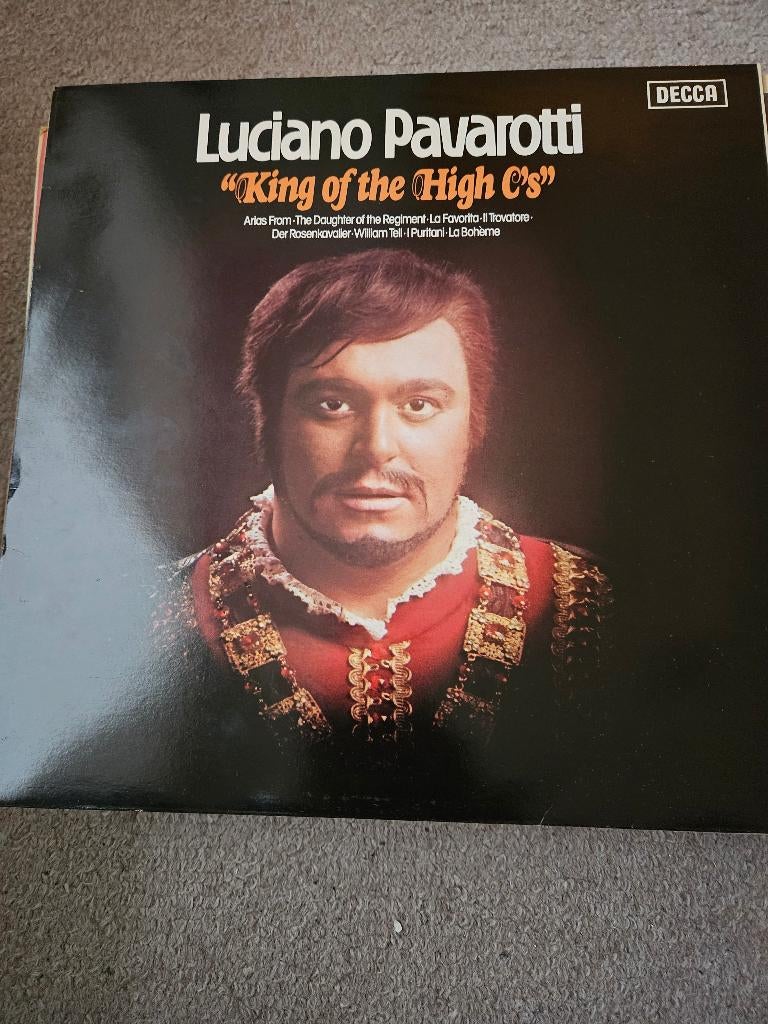 DECCA
Luciano Pavarotti
“King of the High C's”
Arias From · The Daughter of the Regiment · La Favorita · Il Trovatore ·
Der Rosenkavalier · William Tell · I Puritani · La Bohème